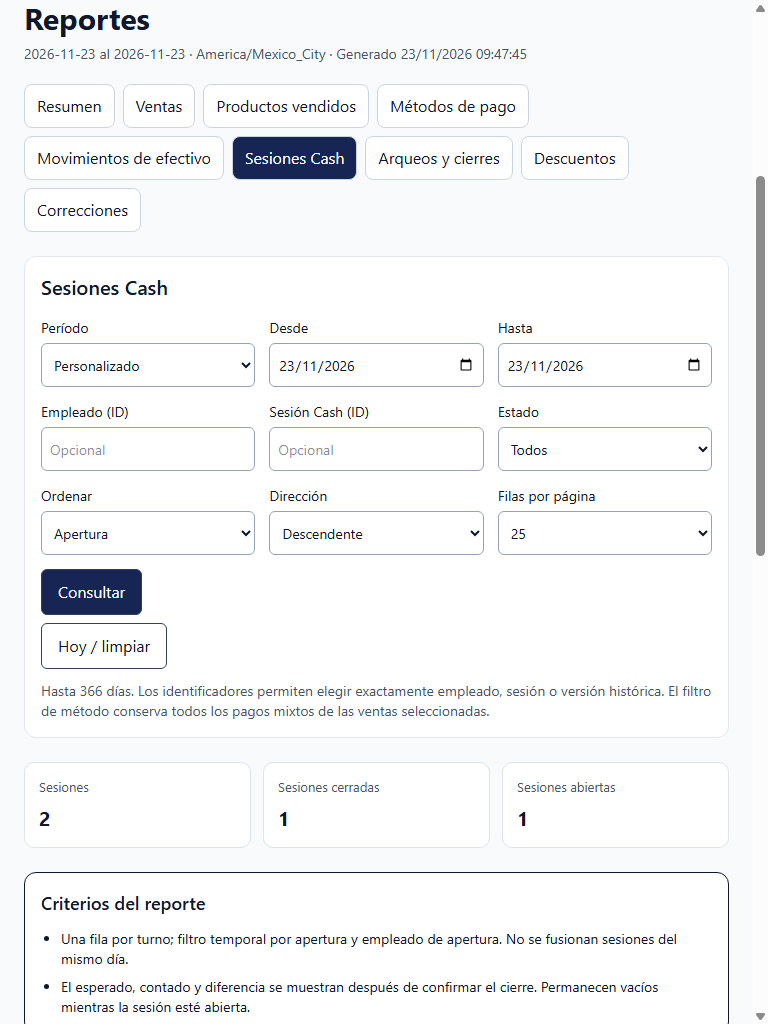 Reportes
2026-11-23 al 2026-11-23 · America/Mexico_City · Generado 23/11/2026 09:47:45
Resumen
Ventas
Productos vendidos
Métodos de pago
Movimientos de efectivo
Sesiones Cash
Arqueos y cierres
Descuentos
Correcciones
Sesiones Cash
Período
Desde
Hasta
Personalizado
23/11/2026
23/11/2026
Empleado (ID)
Sesión Cash (ID)
Estado
Opcional
Opcional
Todos
Ordenar
Dirección
Filas por página
Apertura
Descendente
25
Consultar
Hoy / limpiar
Hasta 366 días. Los identificadores permiten elegir exactamente empleado, sesión o versión histórica. El filtro
de método conserva todos los pagos mixtos de las ventas seleccionadas.
Sesiones
Sesiones cerradas
Sesiones abiertas
2
1
1
Criterios del reporte
• Una fila por turno; filtro temporal por apertura y empleado de apertura. No se fusionan sesiones del
mismo día.
• El esperado, contado y diferencia se muestran después de confirmar el cierre. Permanecen vacíos
mientras la sesión esté abierta.